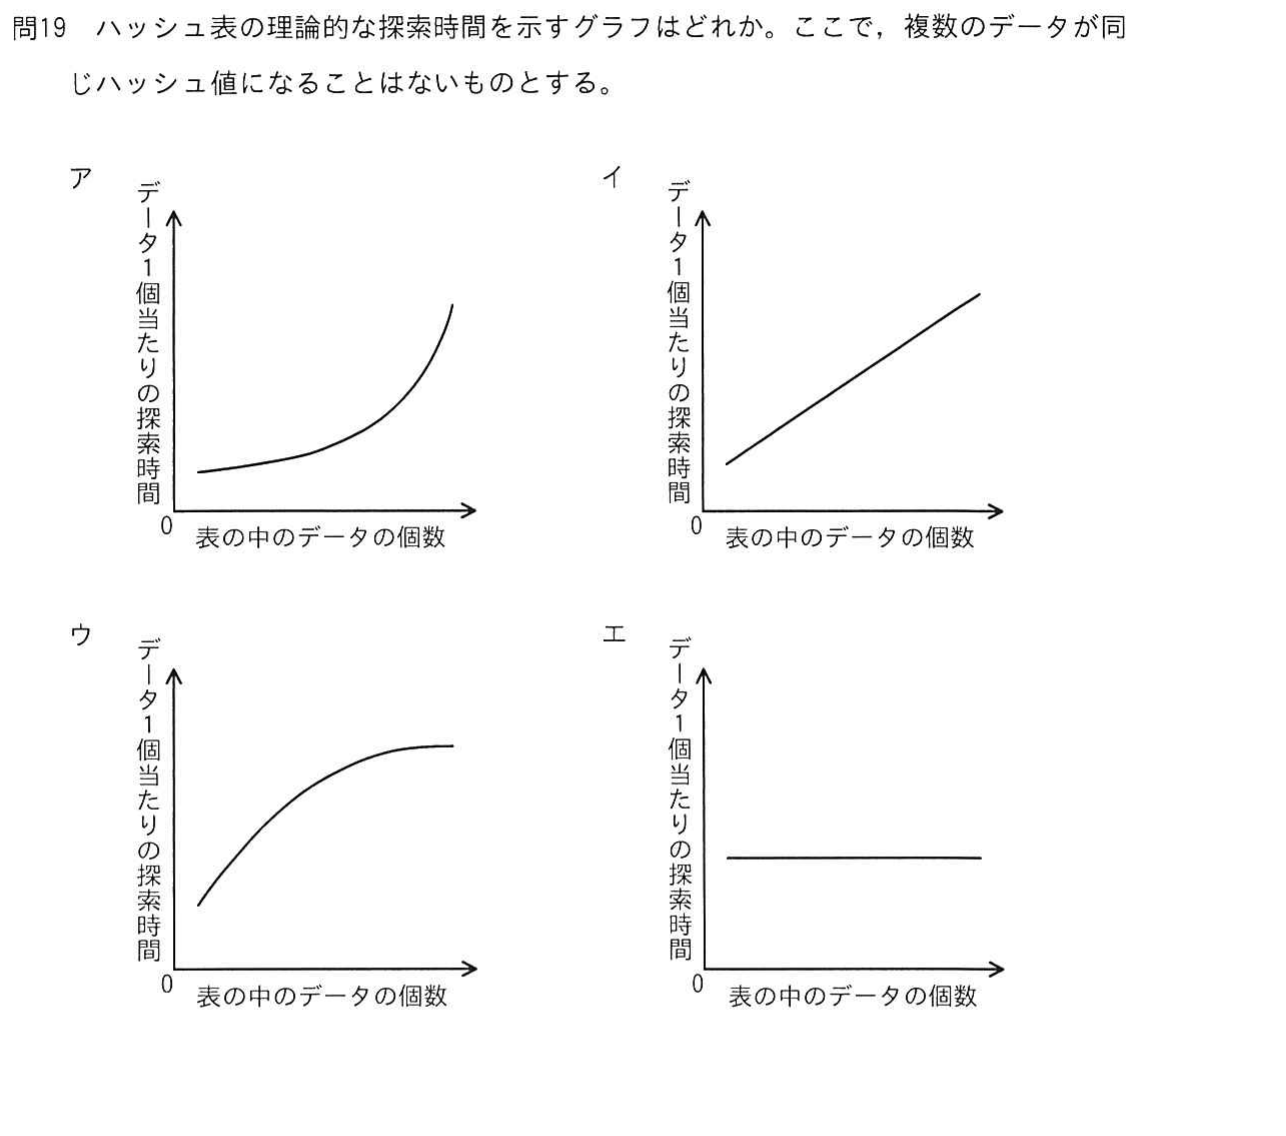 問19　ハッシュ表の理論的な探索時間を示すグラフはどれか。ここで，複数のデータが同
じハッシュ値になることはないものとする。
ア
データ1個当たりの探索時間
0
表の中のデータの個数
イ
データ1個当たりの探索時間
0
表の中のデータの個数
ウ
データ1個当たりの探索時間
0
表の中のデータの個数
エ
データ1個当たりの探索時間
0
表の中のデータの個数